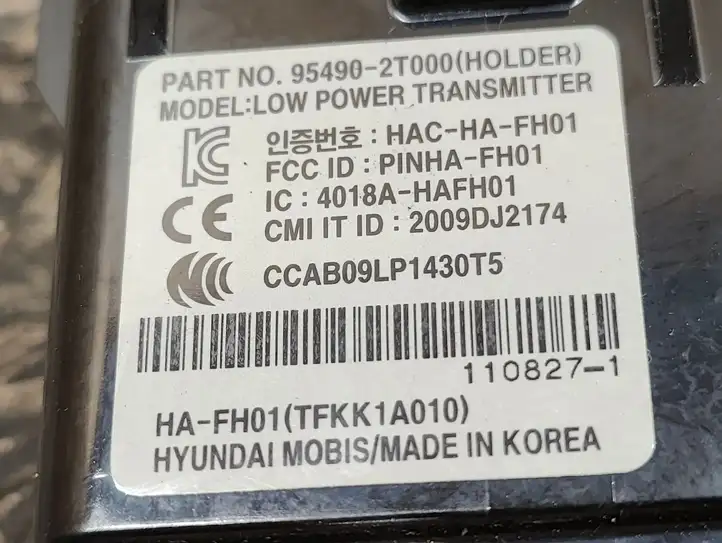 PART NO. 95490-2T000(HOLDER)
MODEL:LOW POWER TRANSMITTER
인증번호 : HAC-HA-FH01
FCC ID : PINHA-FH01
IC : 4018A-HAFH01
CMI IT ID : 2009DJ2174
CCAB09LP1430T5
110827-1
HA-FH01(TFKK1A010)
HYUNDAI MOBIS/MADE IN KOREA